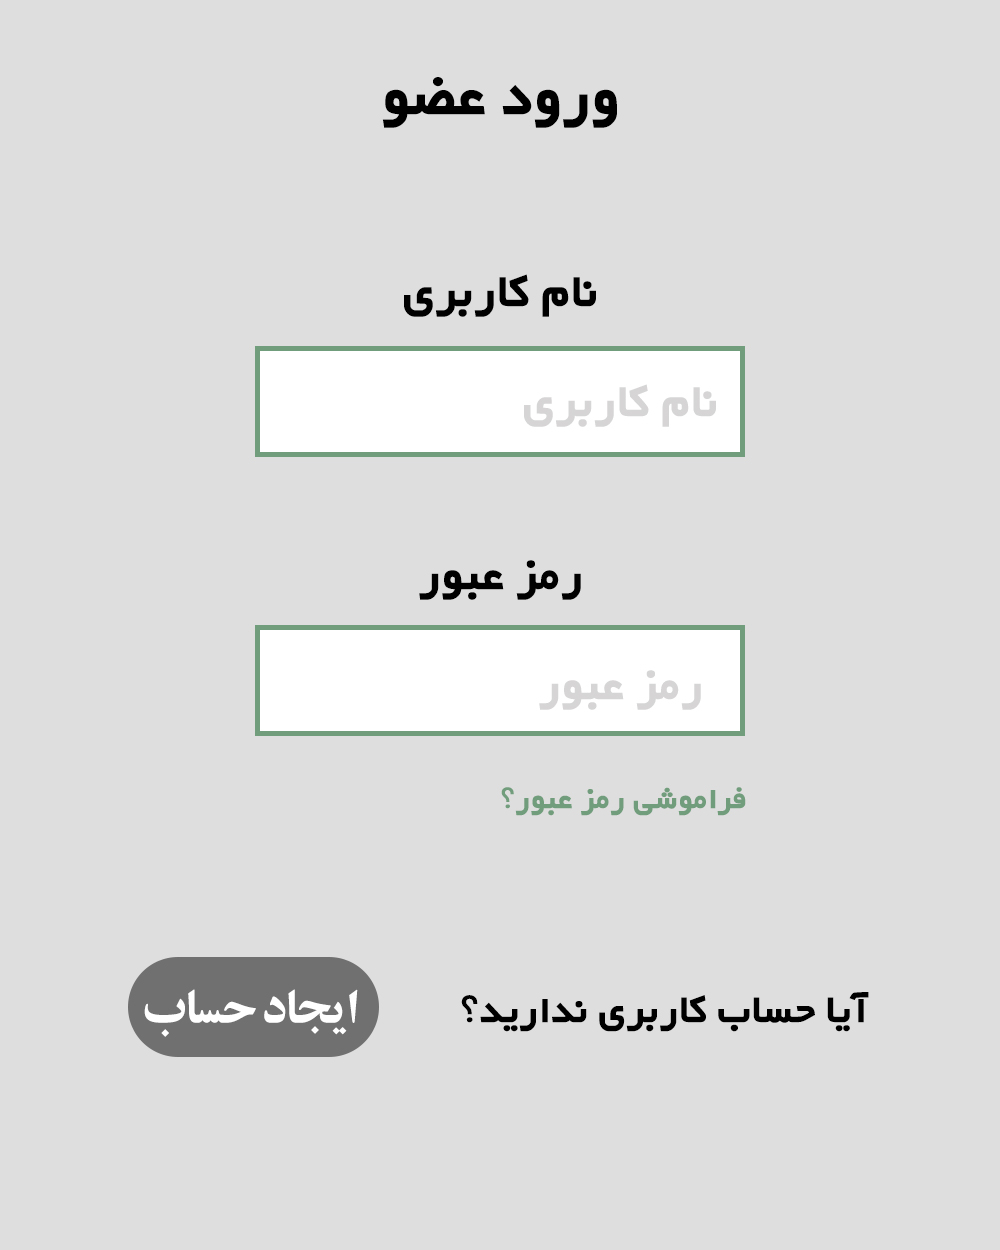 ورود عضو
نام کاربری
نام کاربری
رمز عبور
رمز عبور
فراموشی رمز عبور؟
آیا حساب کاربری ندارید؟
ایجاد حساب